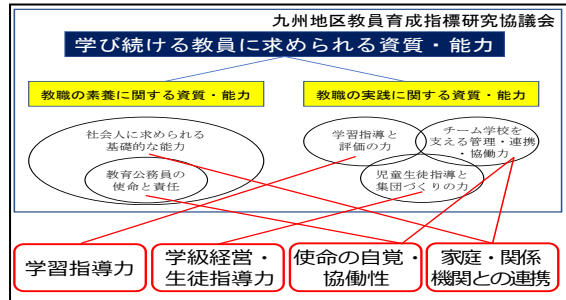 九州地区教員育成指標研究協議会
学び続ける教員に求められる資質・能力
教職の素養に関する資質・能力
教職の実践に関する資質・能力
社会人に求められる
基礎的な能力
教育公務員の
使命と責任
学習指導と
評価の力
チーム学校を
支える管理・連携
・協働力
児童生徒指導と
集団づくりの力
学習指導力
学級経営・
生徒指導力
使命の自覚・
協働性
家庭・関係
機関との連携